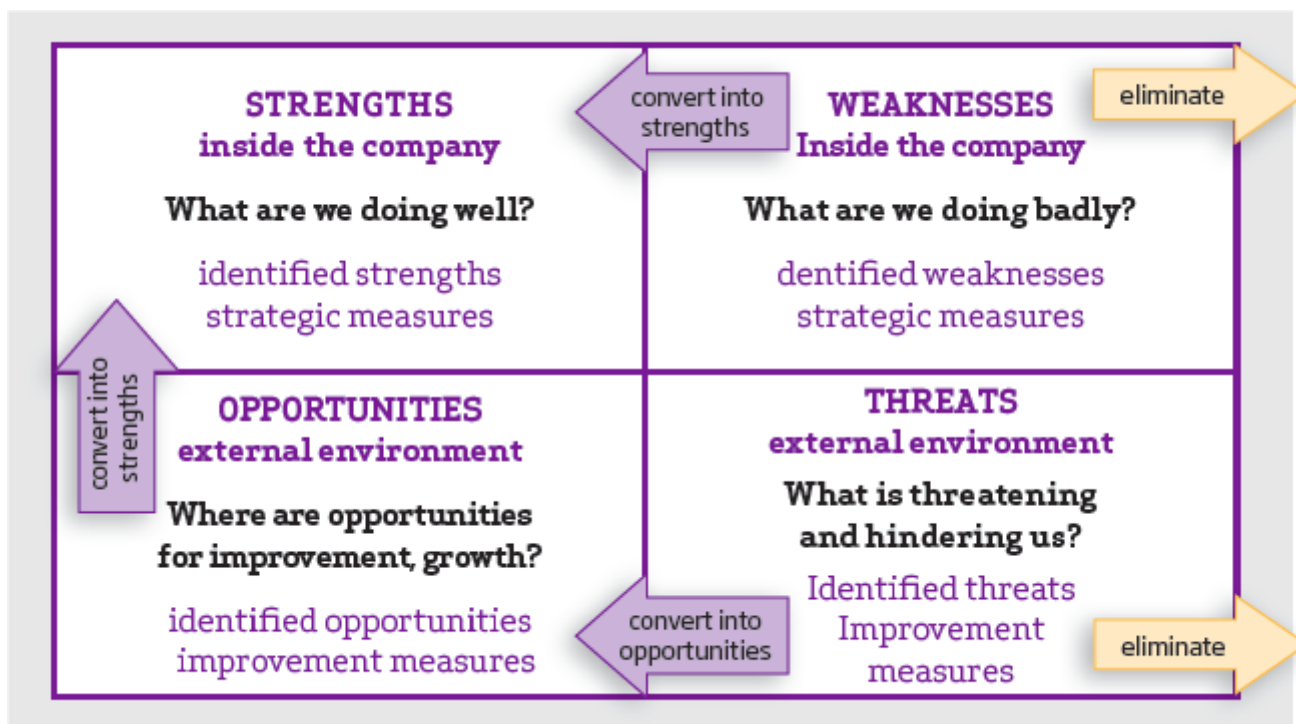 STRENGTHS
inside the company
What are we doing well?
identified strengths
strategic measures
convert into
strengths
WEAKNESSES
Inside the company
What are we doing badly?
dentified weaknesses
strategic measures
eliminate
convert into
strengths
OPPORTUNITIES
external environment
Where are opportunities
for improvement, growth?
identified opportunities
improvement measures
convert into
opportunities
THREATS
external environment
What is threatening
and hindering us?
Identified threats
Improvement
measures
eliminate